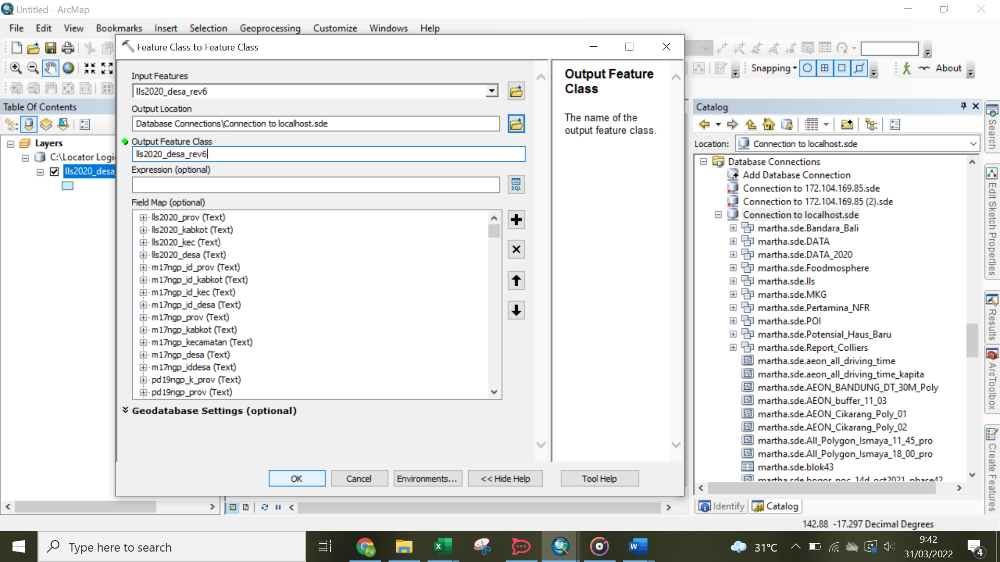 Untitled - ArcMap
File Edit View Bookmarks Insert Selection Geoprocessing Customize Windows Help
Feature Class to Feature Class
Snapping
About
Input Features
lls2020_desa_rev6
Output Location
Database Connections\Connection to localhost.sde
Output Feature Class
lls2020_desa_rev6
Expression (optional)
SQL
Field Map (optional)
lls2020_prov (Text)
lls2020_kabkot (Text)
lls2020_kec (Text)
lls2020_desa (Text)
m17ngp_id_prov (Text)
m17ngp_id_kabkot (Text)
m17ngp_id_kec (Text)
m17ngp_id_desa (Text)
m17ngp_prov (Text)
m17ngp_kabkot (Text)
m17ngp_kecamatan (Text)
m17ngp_desa (Text)
m17ngp_iddesa (Text)
pd19ngp_k_prov (Text)
pd19ngp_prov (Text)
Geodatabase Settings (optional)
OK
Cancel
Environments...
<< Hide Help
Tool Help
Output Feature
Class
The name of the
output feature class.
Table Of Contents
Layers
C:\Locator Logi
lls2020_desa
Catalog
Location: Connection to localhost.sde
Database Connections
Add Database Connection
Connection to 172.104.169.85.sde
Connection to 172.104.169.85 (2).sde
Connection to localhost.sde
martha.sde.Bandara_Bali
martha.sde.DATA
martha.sde.DATA_2020
martha.sde.Foodmosphere
martha.sde.lls
martha.sde.MKG
martha.sde.Pertamina_NFR
martha.sde.POI
martha.sde.Potensial_Haus_Baru
martha.sde.Report_Colliers
martha.sde.aeon_all_driving_time
martha.sde.aeon_all_driving_time_kapita
martha.sde.AEON_BANDUNG_DT_30M_Poly
martha.sde.AEON_buffer_11_03
martha.sde.AEON_Cikarang_Poly_01
martha.sde.AEON_Cikarang_Poly_02
martha.sde.All_Polygon_Ismaya_11_45_pro
martha.sde.All_Polygon_Ismaya_18_00_pro
martha.sde.blok43
martha.sde.bogor_poc_14d_oct2021_phase42
Identify
Catalog
Search
Edit Sketch Properties
Results
ArcToolbox
Create Features
142.88 -17.297 Decimal Degrees
Type here to search
Fu
31°C
9:42
31/03/2022
4